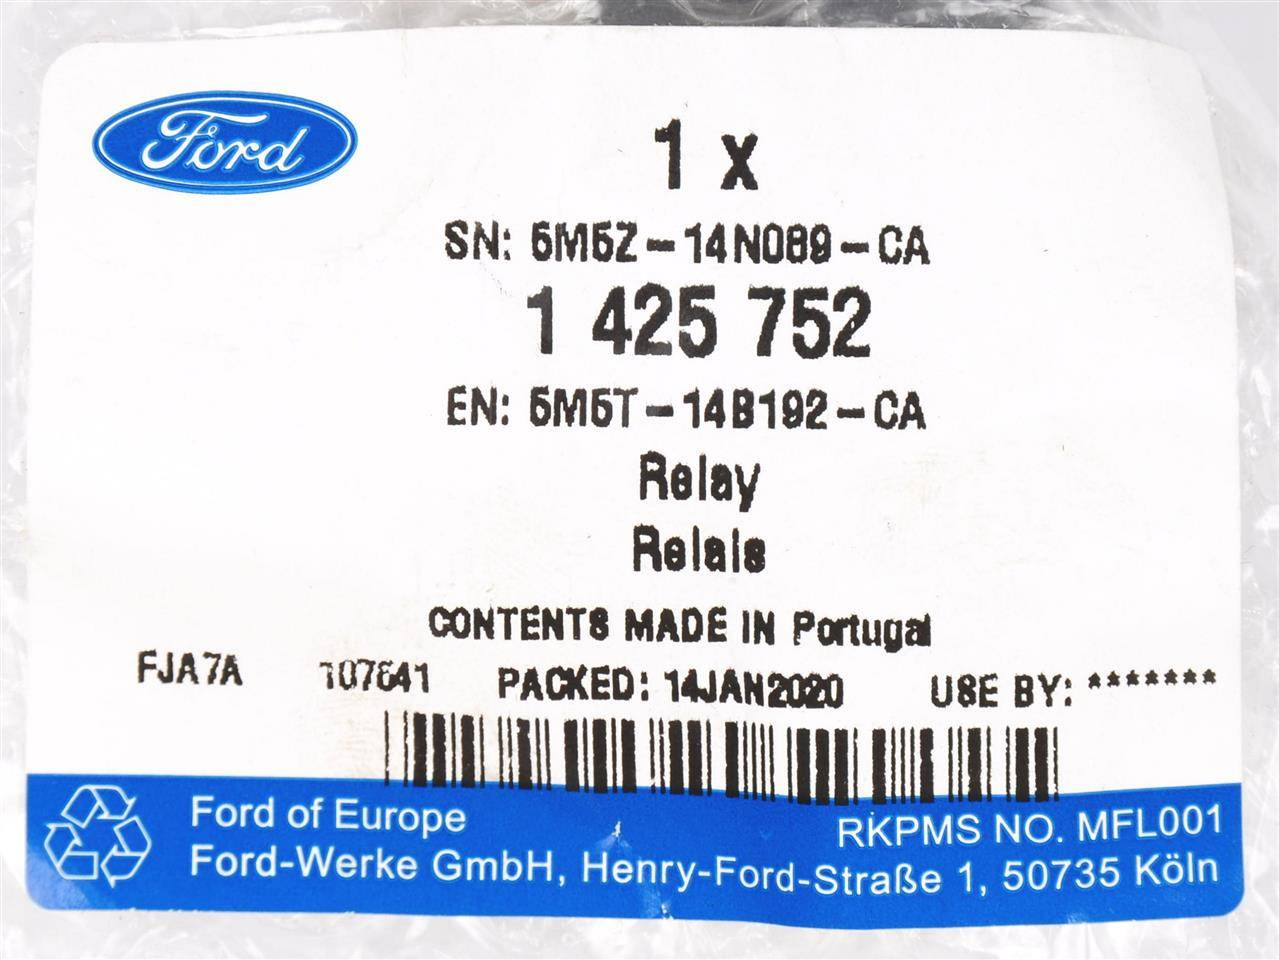 Ford
1 x
SN: 5M5Z-14N089-CA
1 425 752
EN: 5M5T-14B192-CA
Relay
Relais
CONTENTS MADE IN Portugal
FJA7A 107641 PACKED: 14JAN2020 USE BY: *******
Ford of Europe RKPMS NO. MFL001
Ford-Werke GmbH, Henry-Ford-Straße 1, 50735 Köln